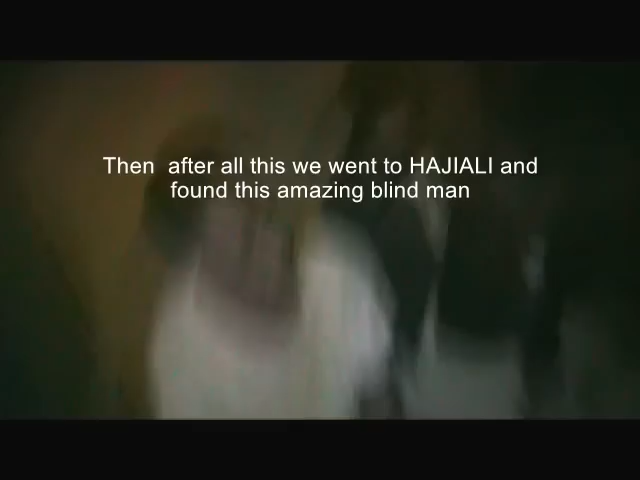 Then  after all this we went to HAJIALI and
found this amazing blind man